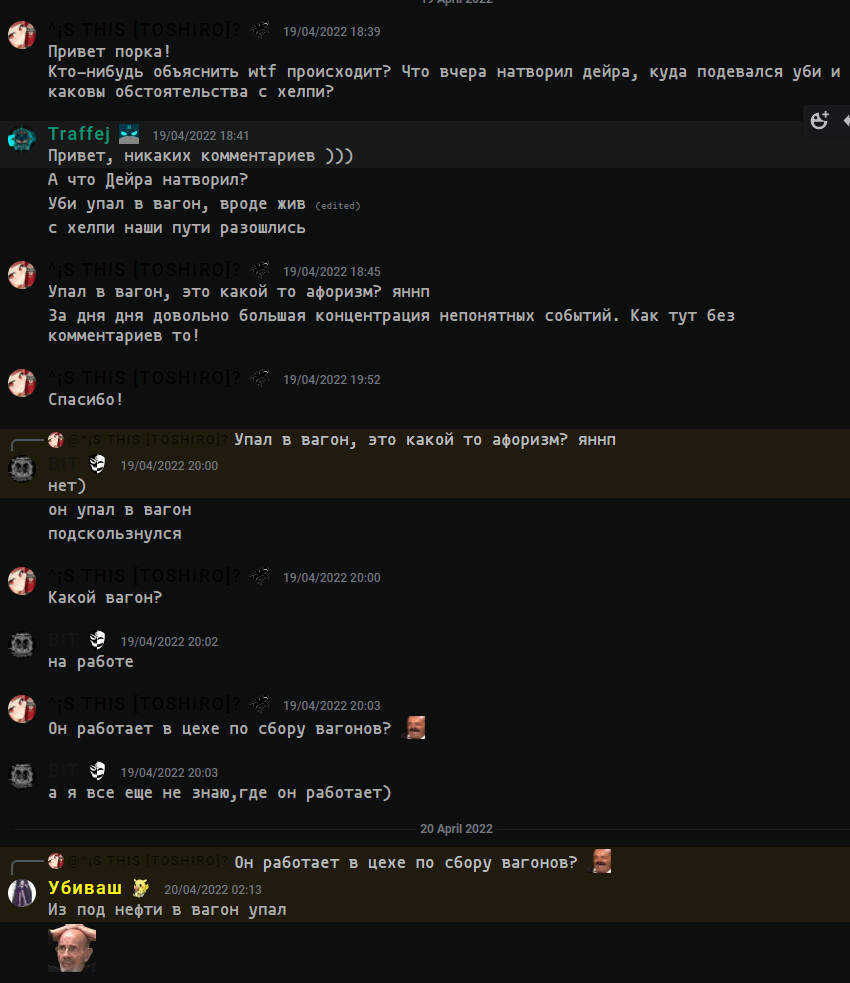 19 April 2022
^¡S THIS [TOSHIRO]? 19/04/2022 18:39
Привет порка!
Кто-нибудь объяснить wtf происходит? Что вчера натворил дейра, куда подевался уби и
каковы обстоятельства с хелпи?
Traffej 19/04/2022 18:41
Привет, никаких комментариев )))
А что Дейра натворил?
Уби упал в вагон, вроде жив (edited)
с хелпи наши пути разошлись
^¡S THIS [TOSHIRO]? 19/04/2022 18:45
Упал в вагон, это какой то афоризм? яннп
За дня дня довольно большая концентрация непонятных событий. Как тут без
комментариев то!
^¡S THIS [TOSHIRO]? 19/04/2022 19:52
Спасибо!
@^¡S THIS [TOSHIRO]? Упал в вагон, это какой то афоризм? яннп
BIT 19/04/2022 20:00
нет)
он упал в вагон
подскользнулся
^¡S THIS [TOSHIRO]? 19/04/2022 20:00
Какой вагон?
BIT 19/04/2022 20:02
на работе
^¡S THIS [TOSHIRO]? 19/04/2022 20:03
Он работает в цехе по сбору вагонов?
BIT 19/04/2022 20:03
а я все еще не знаю,где он работает)
20 April 2022
@^¡S THIS [TOSHIRO]? Он работает в цехе по сбору вагонов?
Убиваш 20/04/2022 02:13
Из под нефти в вагон упал